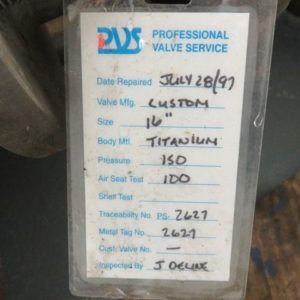 PVS PROFESSIONAL
VALVE SERVICE
Date Repaired JULY 28/97
Valve Mfg. CUSTOM
Size 16"
Body Mtl. TITANIUM
Pressure 150
Air Seat Test 100
Shell Test
Traceability No. PS: 2627
Metal Tag No. 2627
Cust. Valve No. —
Inspected By J